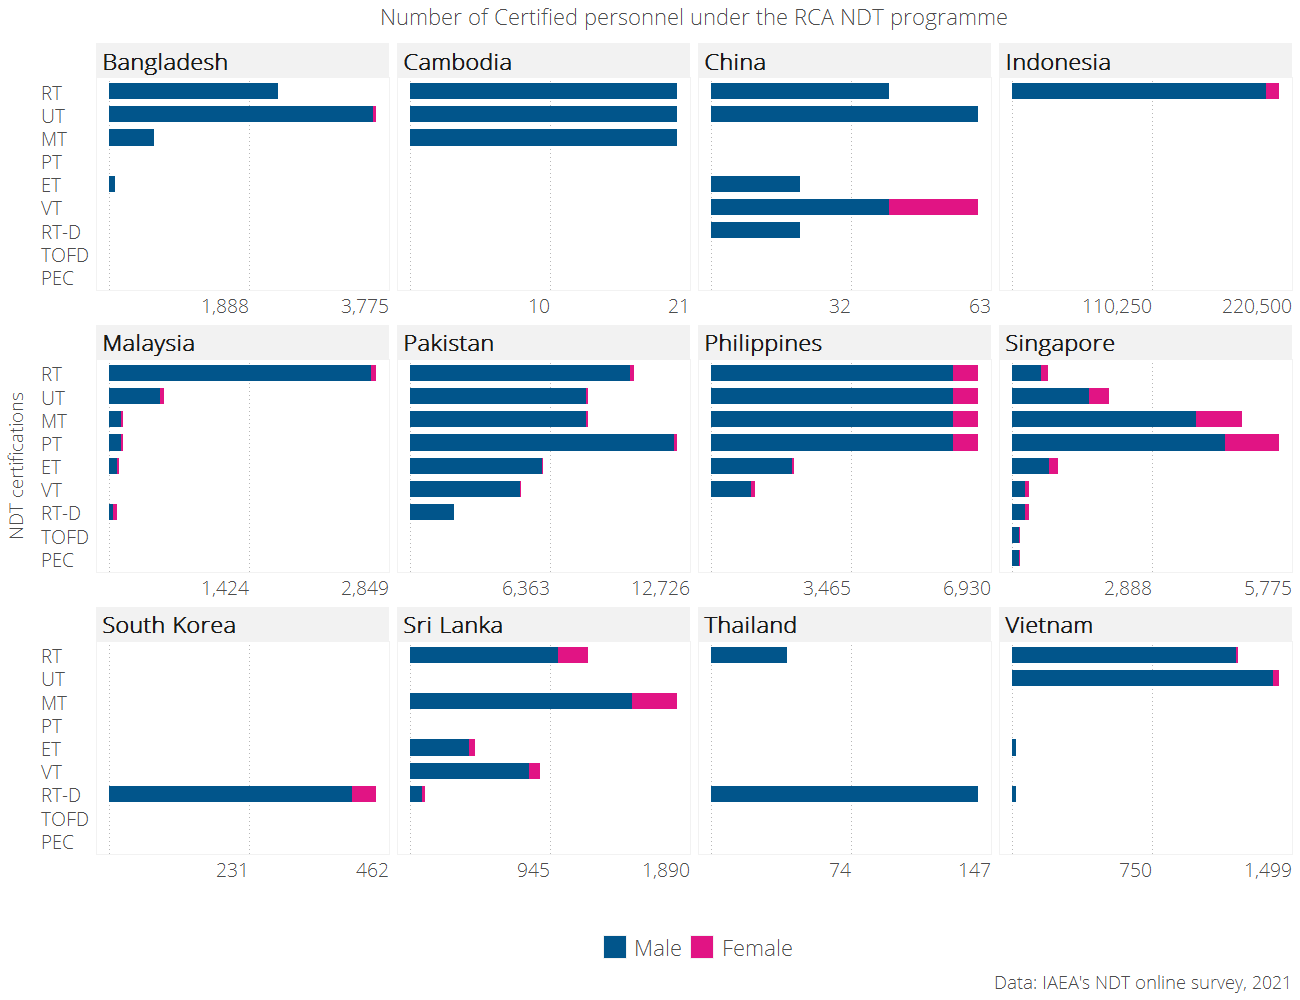 Number of Certified personnel under the RCA NDT programme
Bangladesh Cambodia China Indonesia
RT
UT
MT
PT
ET
VT
RT-D
TOFD
PEC
1,888 3,775 10 21 32 63 110,250 220,500
Malaysia Pakistan Philippines Singapore
NDT certifications
RT
UT
MT
PT
ET
VT
RT-D
TOFD
PEC
1,424 2,849 6,363 12,726 3,465 6,930 2,888 5,775
South Korea Sri Lanka Thailand Vietnam
RT
UT
MT
PT
ET
VT
RT-D
TOFD
PEC
231 462 945 1,890 74 147 750 1,499
Male Female
Data: IAEA's NDT online survey, 2021